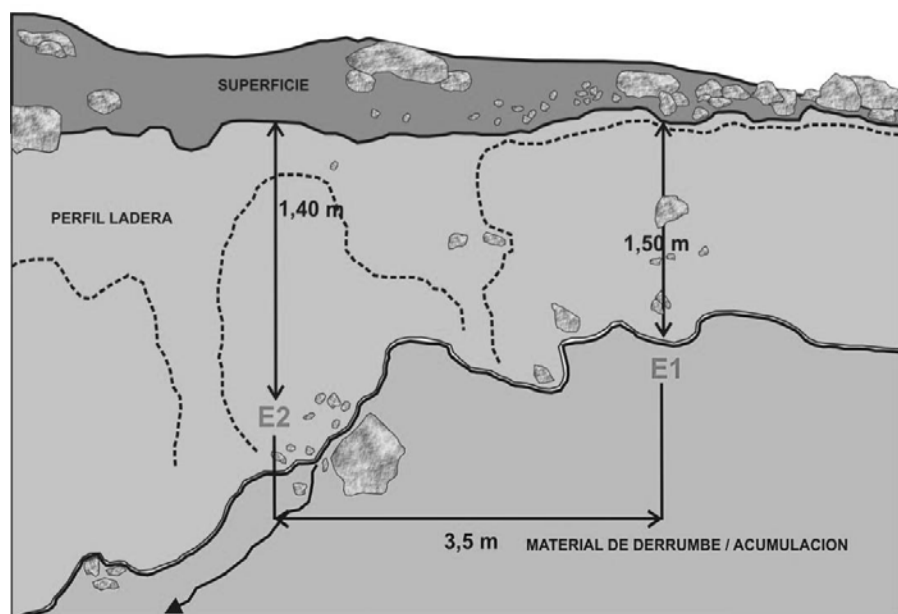 SUPERFICIE
PERFIL LADERA
1,40 m
1,50 m
E1
E2
3,5 m
MATERIAL DE DERRUMBE / ACUMULACION